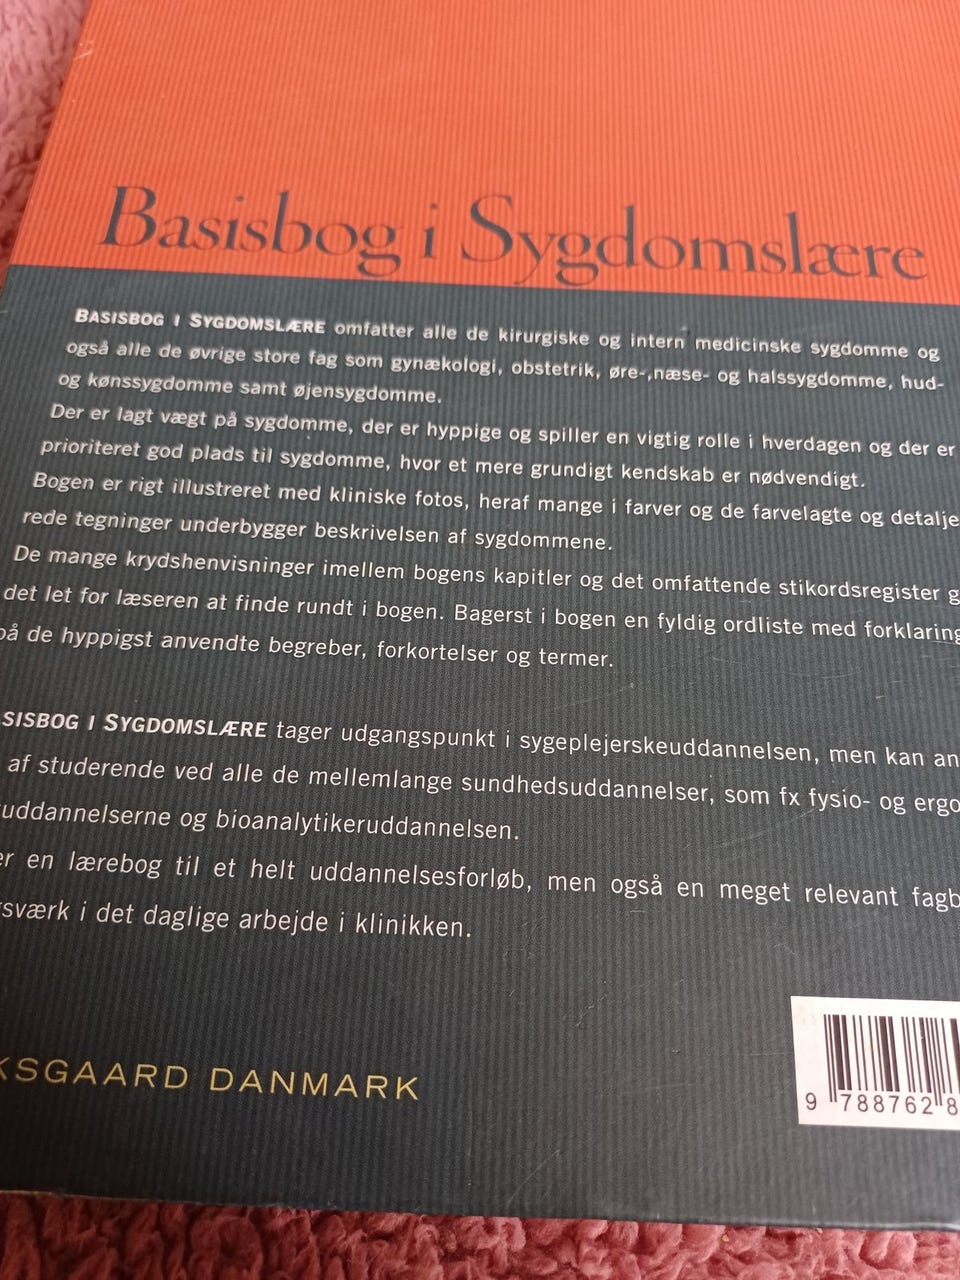 Basisbog i Sygdomslære
BASISBOG I SYGDOMSLÆRE omfatter alle de kirurgiske og intern medicinske sygdomme og
også alle de øvrige store fag som gynækologi, obstetrik, øre-,næse- og halssygdomme, hud-
og kønssygdomme samt øjensygdomme.
Der er lagt vægt på sygdomme, der er hyppige og spiller en vigtig rolle i hverdagen og der er
prioriteret god plads til sygdomme, hvor et mere grundigt kendskab er nødvendigt.
Bogen er rigt illustreret med kliniske fotos, heraf mange i farver og de farvelagte og detalje
rede tegninger underbygger beskrivelsen af sygdommene.
De mange krydshenvisninger imellem bogens kapitler og det omfattende stikordsregister g
det let for læseren at finde rundt i bogen. Bagerst i bogen en fyldig ordliste med forklaring
på de hyppigst anvendte begreber, forkortelser og termer.
SISBOG I SYGDOMSLÆRE tager udgangspunkt i sygeplejerskeuddannelsen, men kan an
af studerende ved alle de mellemlange sundhedsuddannelser, som fx fysio- og ergo
uddannelserne og bioanalytikeruddannelsen.
er en lærebog til et helt uddannelsesforløb, men også en meget relevant fagb
sværk i det daglige arbejde i klinikken.
KSGAARD DANMARK
9 788762 8